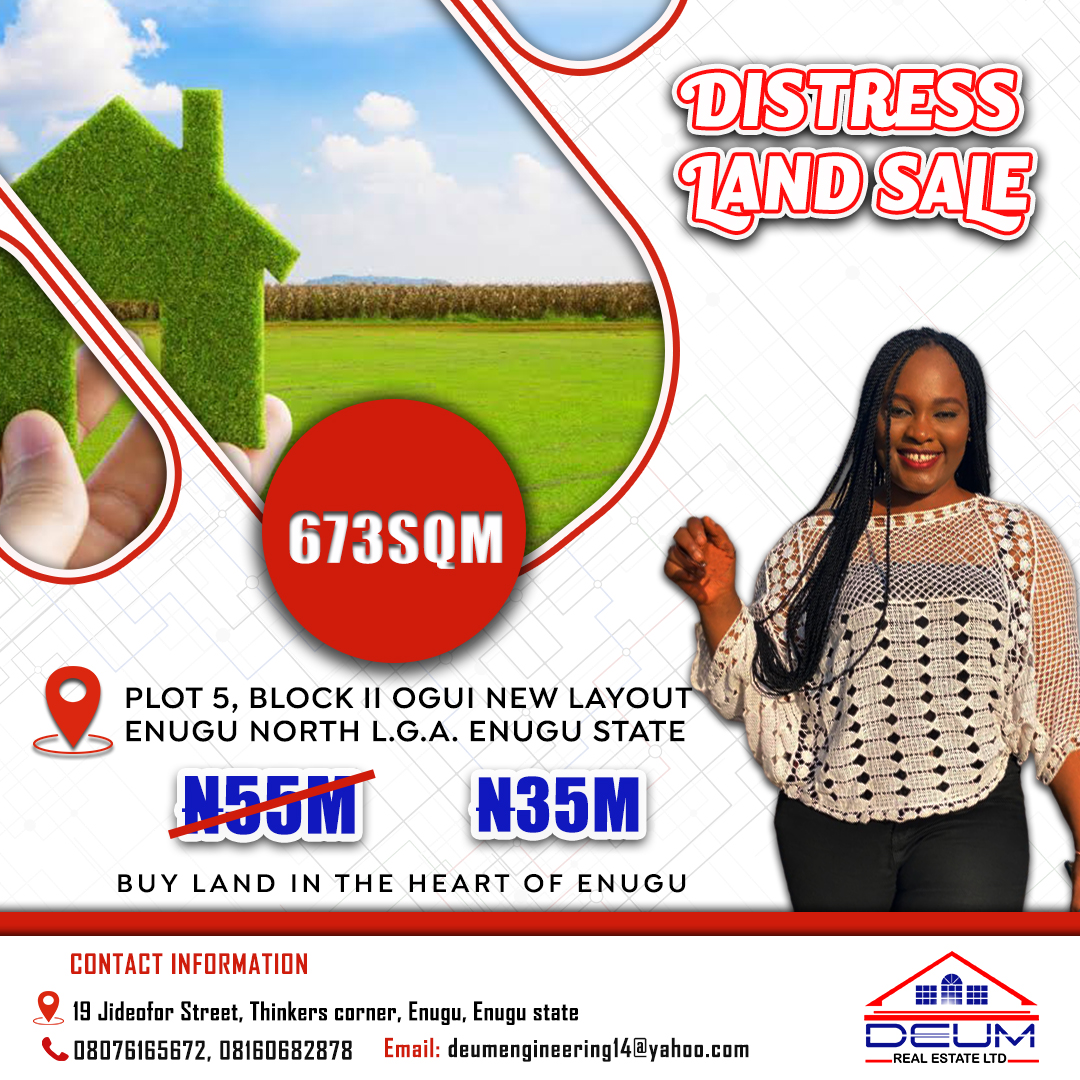 DISTRESS
LAND SALE
673SQM
PLOT 5, BLOCK II OGUI NEW LAYOUT
ENUGU NORTH L.G.A. ENUGU STATE
₦55M ₦35M
BUY LAND IN THE HEART OF ENUGU
CONTACT INFORMATION
19 Jideofor Street, Thinkers corner, Enugu, Enugu state
08076165672, 08160682878 Email: deumengineering14@yahoo.com
DEUM
REAL ESTATE LTD